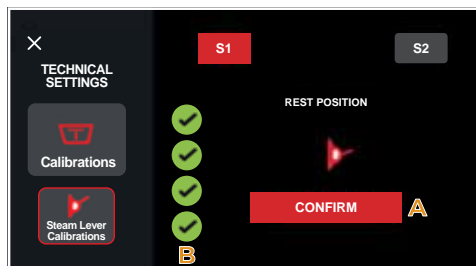 S1
S2
TECHNICAL
SETTINGS
REST POSITION
Calibrations
CONFIRM
A
Steam Lever
Calibrations
B